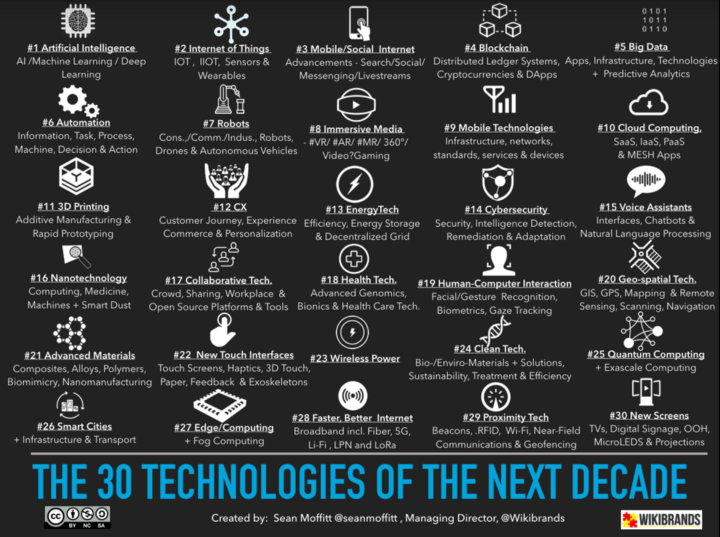 #1 Artificial Intelligence
AI /Machine Learning / Deep
Learning
#2 Internet of Things
IOT , IIOT, Sensors &
Wearables
#3 Mobile/Social Internet
Advancements - Search/Social/
Messenging/Livestreams
#4 Blockchain
Distributed Ledger Systems,
Cryptocurrencies & DApps
0101
1011
0110
#5 Big Data
Apps, Infrastructure, Technologies
+ Predictive Analytics
#6 Automation
Information, Task, Process,
Machine, Decision & Action
#7 Robots
Cons.,/Comm./Indus., Robots,
Drones & Autonomous Vehicles
#8 Immersive Media
- #VR/ #AR/ #MR/ 360°/
Video?Gaming
#9 Mobile Technologies
Infrastructure, networks,
standards, services & devices
#10 Cloud Computing,
SaaS, IaaS, PaaS
& MESH Apps
#11 3D Printing
Additive Manufacturing &
Rapid Prototyping
#12 CX
Customer Journey, Experience
Commerce & Personalization
#13 EnergyTech
Efficiency, Energy Storage
& Decentralized Grid
#14 Cybersecurity
Security, Intelligence Detection,
Remediation & Adaptation
#15 Voice Assistants
Interfaces, Chatbots &
Natural Language Processing
#16 Nanotechnology
Computing, Medicine,
Machines + Smart Dust
#17 Collaborative Tech.
Crowd, Sharing, Workplace &
Open Source Platforms & Tools
#18 Health Tech.
Advanced Genomics,
Bionics & Health Care Tech.
#19 Human-Computer Interaction
Facial/Gesture Recognition,
Biometrics, Gaze Tracking
#20 Geo-spatial Tech.
GIS, GPS, Mapping & Remote
Sensing, Scanning, Navigation
#21 Advanced Materials
Composites, Alloys, Polymers,
Biomimicry, Nanomanufacturing
#22 New Touch Interfaces
Touch Screens, Haptics, 3D Touch,
Paper, Feedback & Exoskeletons
#23 Wireless Power
#24 Clean Tech.
Bio-/Enviro-Materials + Solutions,
Sustainability, Treatment & Efficiency
#25 Quantum Computing
+ Exascale Computing
#26 Smart Cities
+ Infrastructure & Transport
#27 Edge/Computing
+ Fog Computing
#28 Faster, Better Internet
Broadband incl. Fiber, 5G,
Li-Fi , LPN and LoRa
#29 Proximity Tech
Beacons, .RFID, Wi-Fi, Near-Field
Communications & Geofencing
#30 New Screens
TVs, Digital Signage, OOH,
MicroLEDS & Projections
THE 30 TECHNOLOGIES OF THE NEXT DECADE
cc
BY NC SA
Created by: Sean Moffitt @seanmoffitt , Managing Director, @Wikibrands
WIKIBRANDS